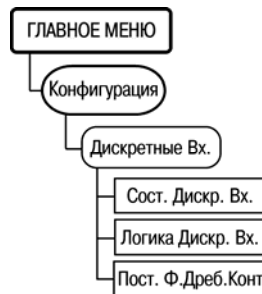 ГЛАВНОЕ МЕНЮ
Конфигурация
Дискретные Вх.
Сост. Дискр. Вх.
Логика Дискр. Вх.
Пост. Ф.Дреб.Конт